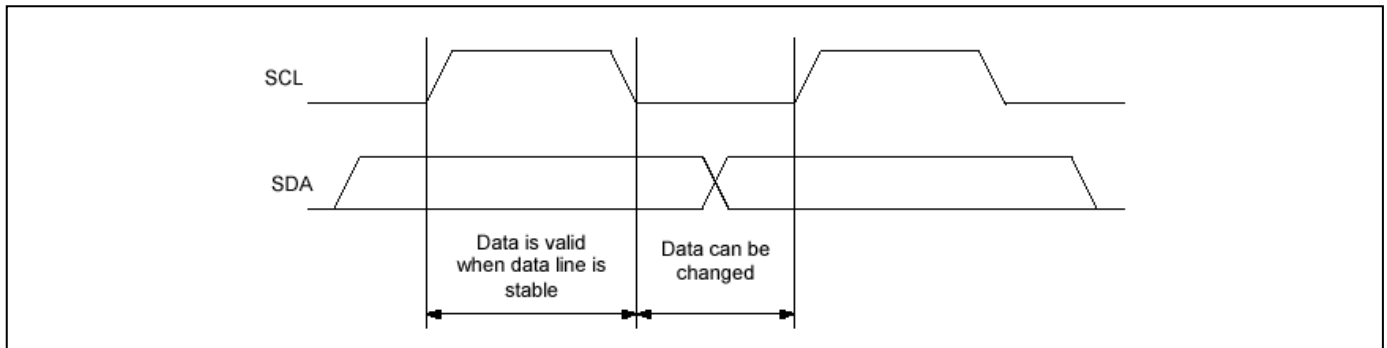 SCL
SDA
Data is valid
when data line is
stable
Data can be
changed